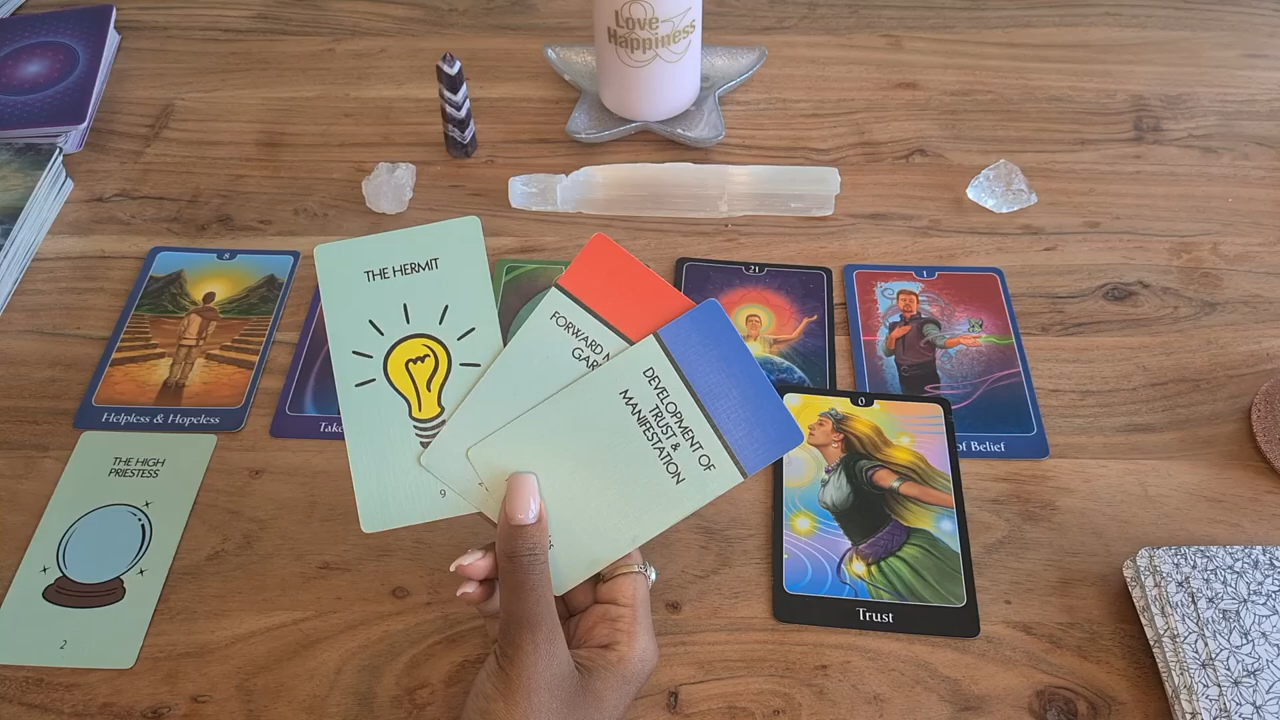 Love
&
Happiness
8
Helpless & Hopeless
THE HIGH
PRIESTESS
2
THE HERMIT
9
FORWARD
DEVELOPMENT OF
TRUST &
MANIFESTATION
21
1
of Belief
0
Trust